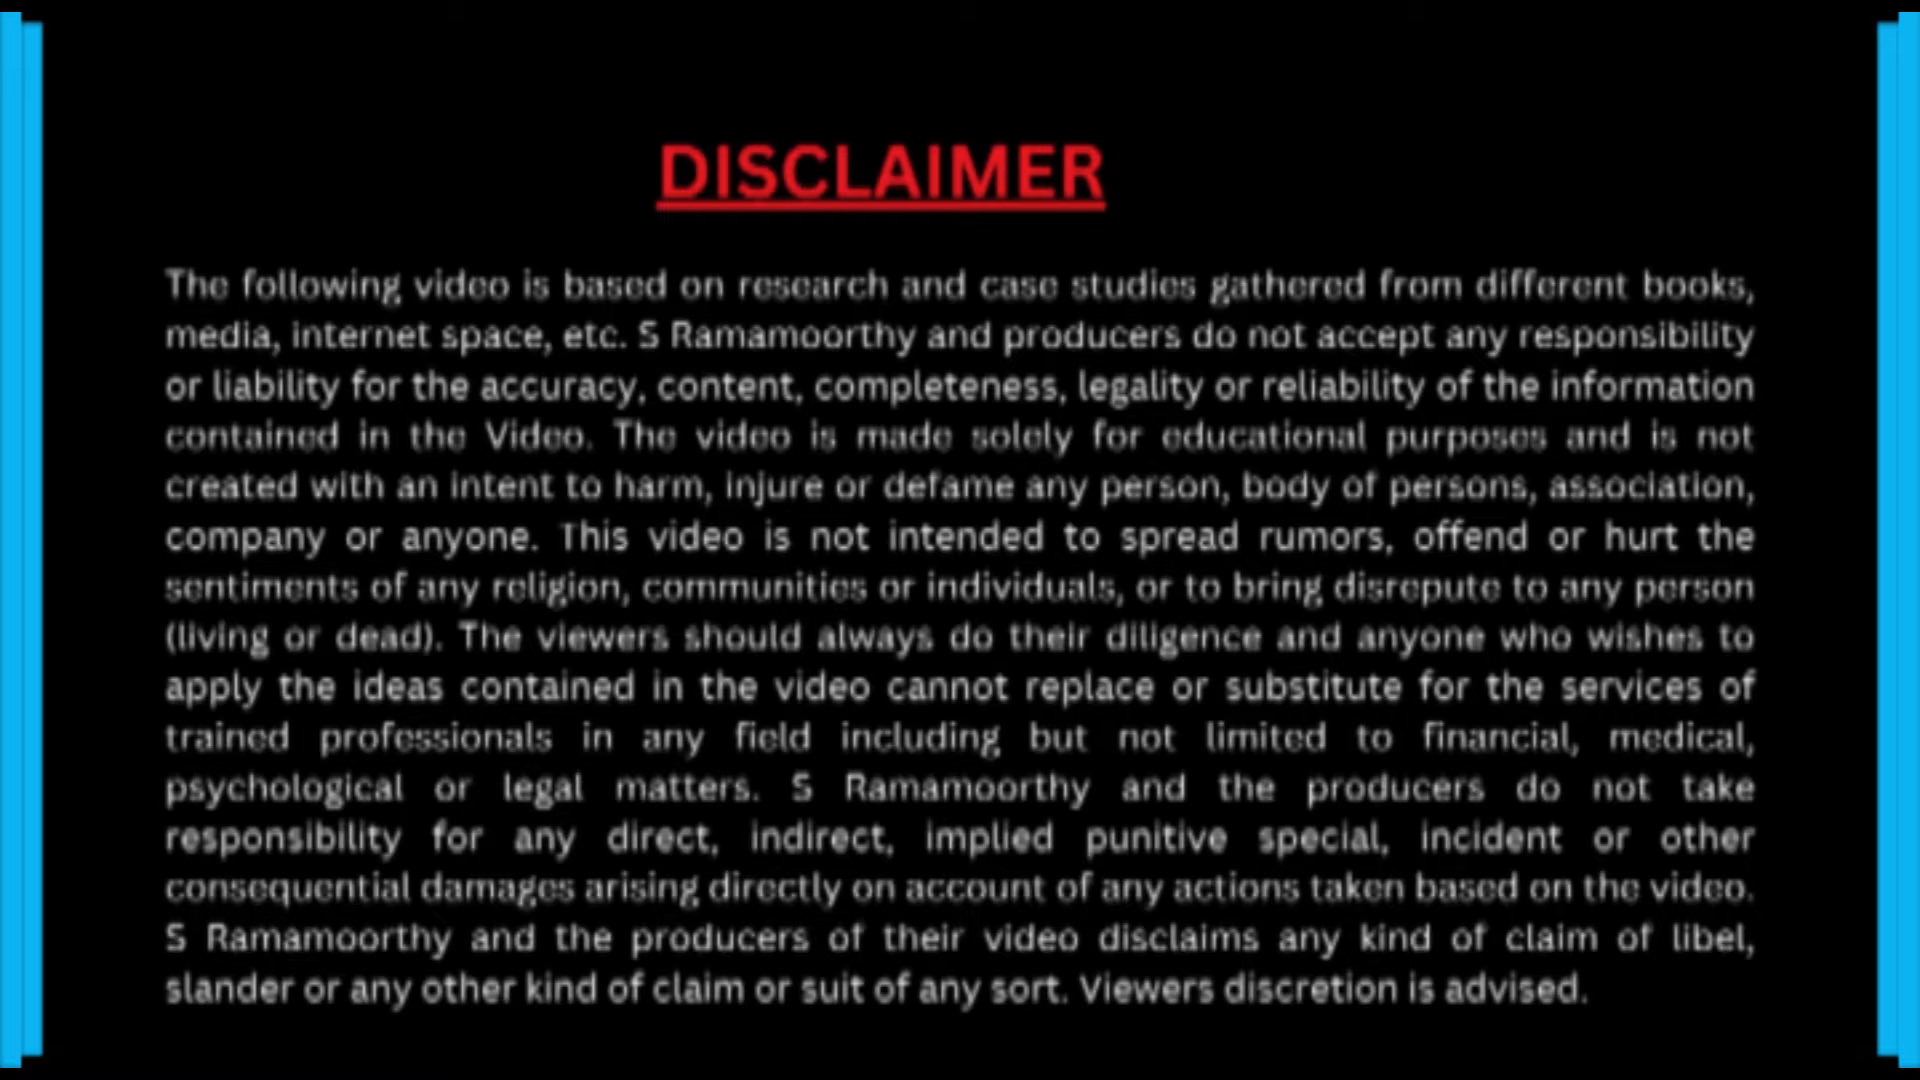 DISCLAIMER
The following video is based on research and case studies gathered from different books,
media, internet space, etc. S Ramamoorthy and producers do not accept any responsibility
or liability for the accuracy, content, completeness, legality or reliability of the information
contained in the Video. The video is made solely for educational purposes and is not
created with an intent to harm, injure or defame any person, body of persons, association,
company or anyone. This video is not intended to spread rumors, offend or hurt the
sentiments of any religion, communities or individuals, or to bring disrepute to any person
(living or dead). The viewers should always do their diligence and anyone who wishes to
apply the ideas contained in the video cannot replace or substitute for the services of
trained professionals in any field including but not limited to financial, medical,
psychological or legal matters. S Ramamoorthy and the producers do not take
responsibility for any direct, indirect, implied punitive special, incident or other
consequential damages arising directly on account of any actions taken based on the video.
S Ramamoorthy and the producers of their video disclaims any kind of claim of libel,
slander or any other kind of claim or suit of any sort. Viewers discretion is advised.